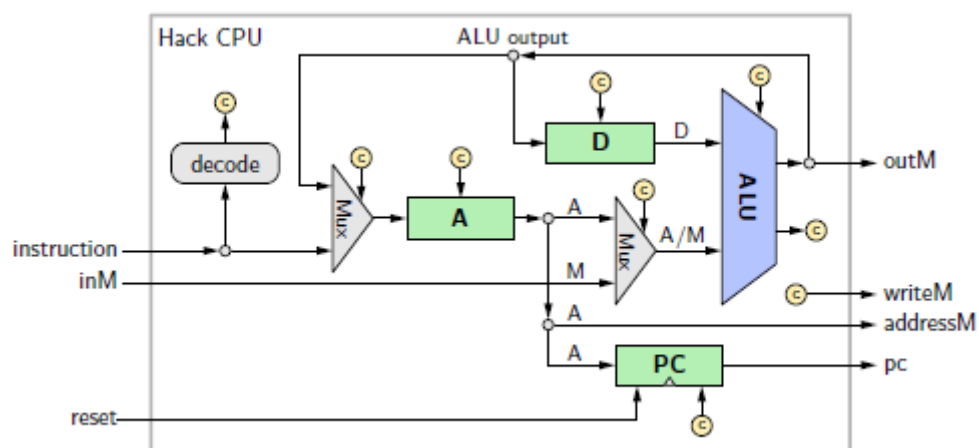 Hack CPU
ALU output
C
C
C
D
D
decode
C
C
outM
Mux
A
A
Mux
C
A/M
ALU
instruction
C
inM
M
C
writeM
A
addressM
A
PC
pc
reset
C